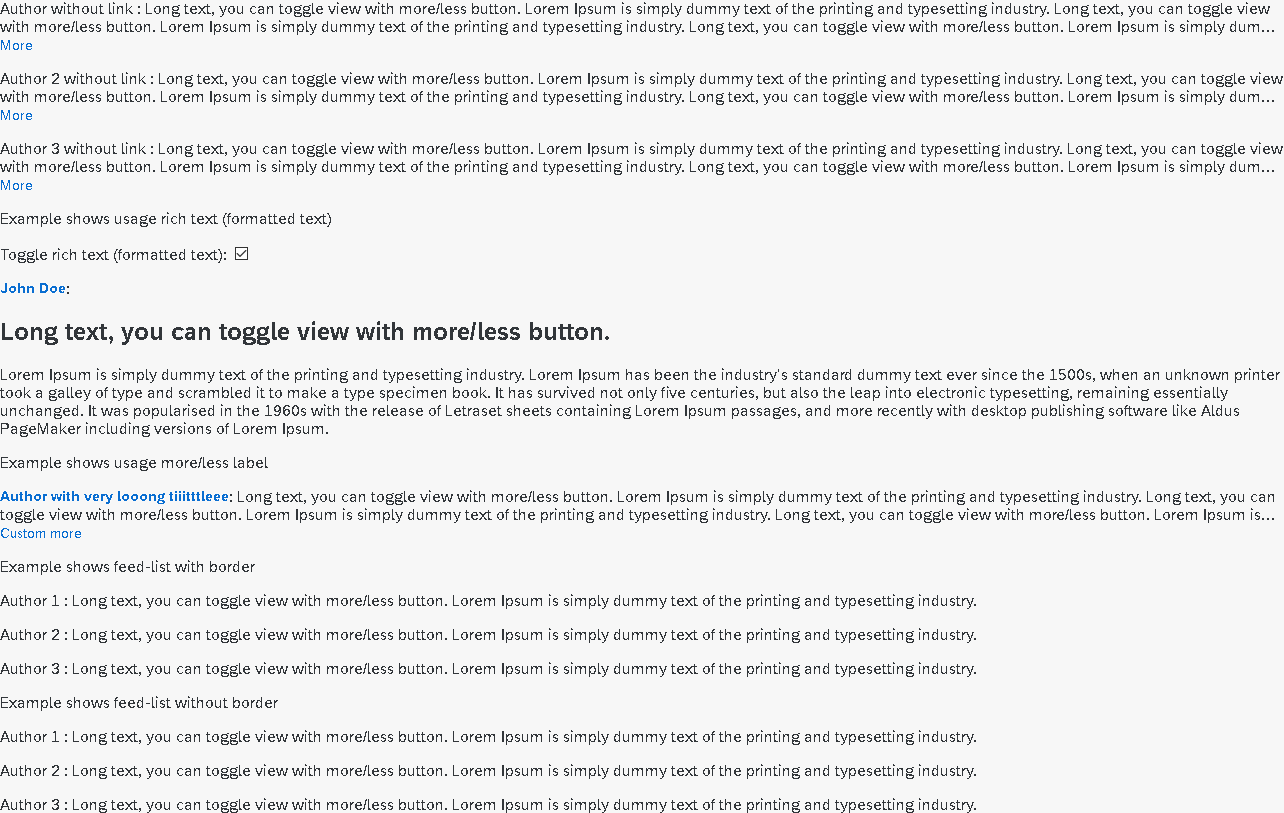 Author without link : Long text, you can toggle view with more/less button. Lorem Ipsum is simply dummy text of the printing and typesetting industry. Long text, you can toggle view
with more/less button. Lorem Ipsum is simply dummy text of the printing and typesetting industry. Long text, you can toggle view with more/less button. Lorem Ipsum is simply dum...
More
Author 2 without link : Long text, you can toggle view with more/less button. Lorem Ipsum is simply dummy text of the printing and typesetting industry. Long text, you can toggle view
with more/less button. Lorem Ipsum is simply dummy text of the printing and typesetting industry. Long text, you can toggle view with more/less button. Lorem Ipsum is simply dum...
More
Author 3 without link : Long text, you can toggle view with more/less button. Lorem Ipsum is simply dummy text of the printing and typesetting industry. Long text, you can toggle view
with more/less button. Lorem Ipsum is simply dummy text of the printing and typesetting industry. Long text, you can toggle view with more/less button. Lorem Ipsum is simply dum...
More
Example shows usage rich text (formatted text)
Toggle rich text (formatted text):
John Doe:
Long text, you can toggle view with more/less button.
Lorem Ipsum is simply dummy text of the printing and typesetting industry. Lorem Ipsum has been the industry's standard dummy text ever since the 1500s, when an unknown printer
took a galley of type and scrambled it to make a type specimen book. It has survived not only five centuries, but also the leap into electronic typesetting, remaining essentially
unchanged. It was popularised in the 1960s with the release of Letraset sheets containing Lorem Ipsum passages, and more recently with desktop publishing software like Aldus
PageMaker including versions of Lorem Ipsum.
Example shows usage more/less label
Author with very looong tiiitttleee: Long text, you can toggle view with more/less button. Lorem Ipsum is simply dummy text of the printing and typesetting industry. Long text, you can
toggle view with more/less button. Lorem Ipsum is simply dummy text of the printing and typesetting industry. Long text, you can toggle view with more/less button. Lorem Ipsum is...
Custom more
Example shows feed-list with border
Author 1 : Long text, you can toggle view with more/less button. Lorem Ipsum is simply dummy text of the printing and typesetting industry.
Author 2 : Long text, you can toggle view with more/less button. Lorem Ipsum is simply dummy text of the printing and typesetting industry.
Author 3 : Long text, you can toggle view with more/less button. Lorem Ipsum is simply dummy text of the printing and typesetting industry.
Example shows feed-list without border
Author 1 : Long text, you can toggle view with more/less button. Lorem Ipsum is simply dummy text of the printing and typesetting industry.
Author 2 : Long text, you can toggle view with more/less button. Lorem Ipsum is simply dummy text of the printing and typesetting industry.
Author 3 : Long text, you can toggle view with more/less button. Lorem Ipsum is simply dummy text of the printing and typesetting industry.